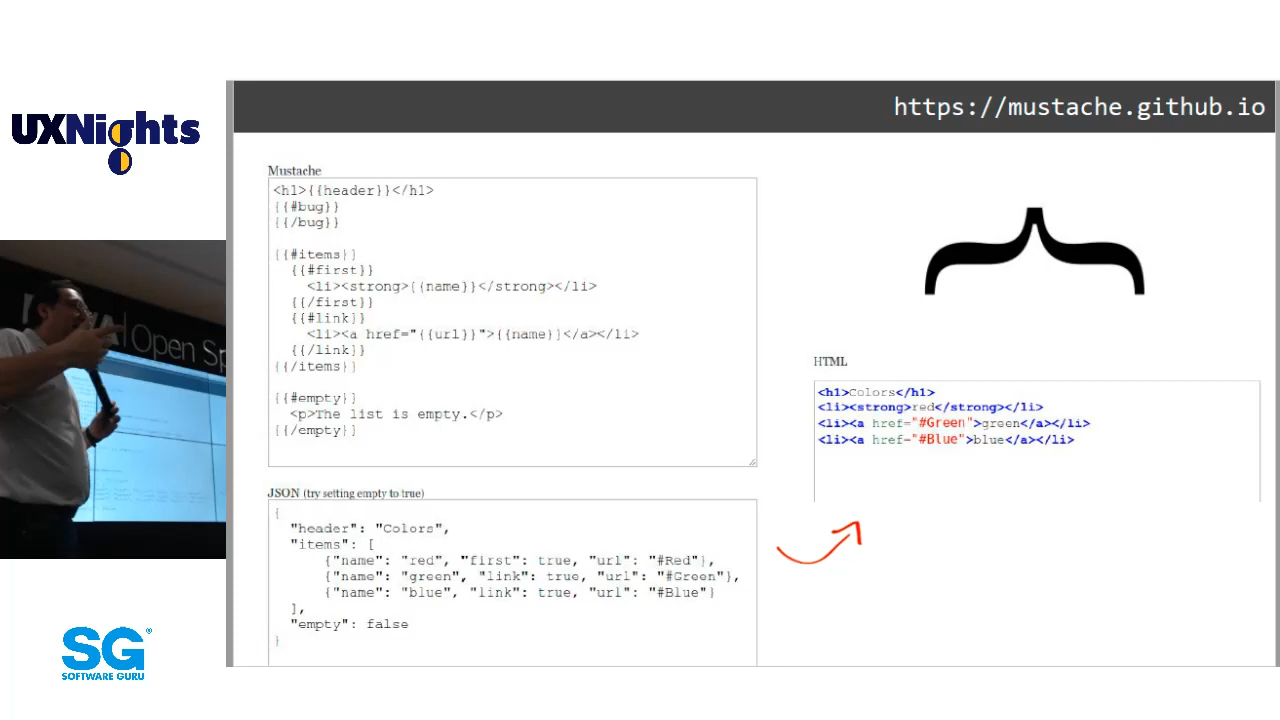 UXNights
https://mustache.github.io
Mustache
<h1>{{header}}</h1>
{{#bug}}
{{/bug}}
{{#items}}
{{#first}}
<li><strong>{{name}}</strong></li>
{{/first}}
{{#link}}
<li><a href="{{url}}">{{name}}</a></li>
{{/link}}
{{/items}}
{{#empty}}
<p>The list is empty.</p>
{{/empty}}
HTML
<h1>Colors</h1>
<li><strong>red</strong></li>
<li><a href="#Green">green</a></li>
<li><a href="#Blue">blue</a></li>
JSON (try setting empty to true)
{
"header": "Colors",
"items": [
{"name": "red", "first": true, "url": "#Red"},
{"name": "green", "link": true, "url": "#Green"},
{"name": "blue", "link": true, "url": "#Blue"}
],
"empty": false
}
Open
SG®
SOFTWARE GURU